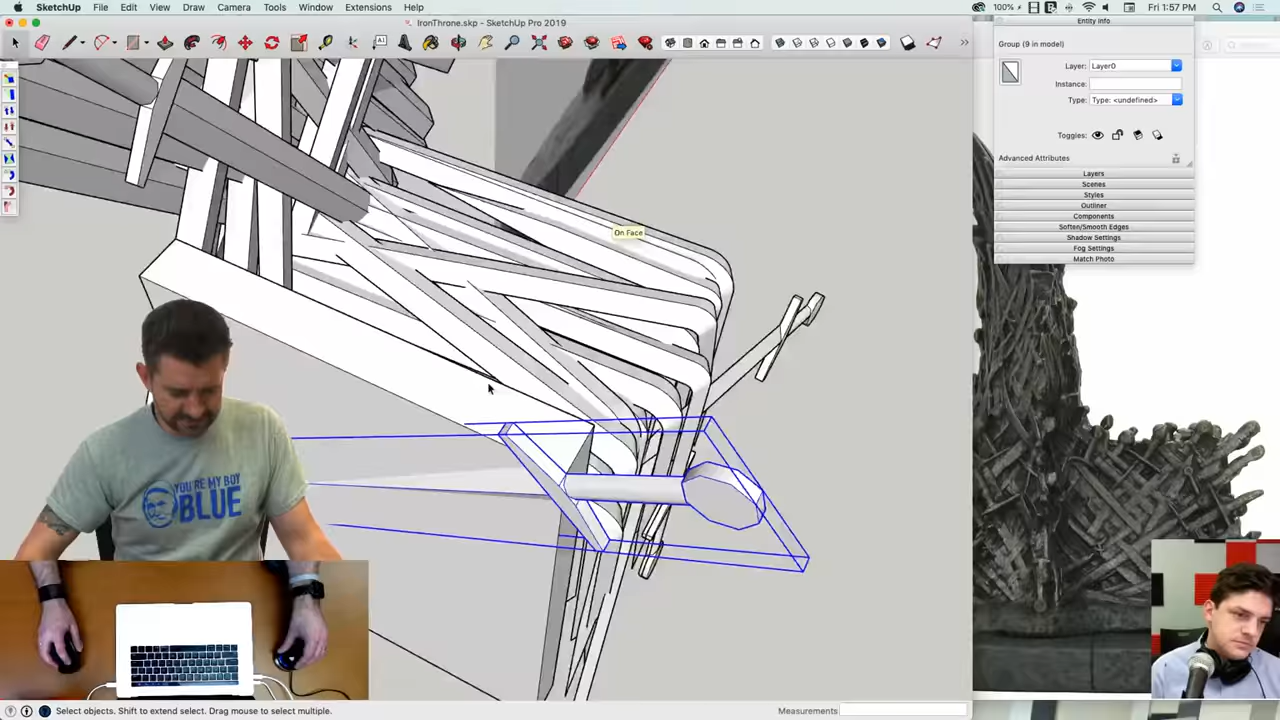 SketchUp File Edit View Draw Camera Tools Window Extensions Help
100% Fri 1:57 PM
IronThrone.skp - SketchUp Pro 2019
Entity Info
Group (9 in model)
Layer: Layer0
Instance:
Type: Type: <undefined>
Toggles:
Advanced Attributes
Layers
Scenes
Styles
Outliner
Components
Soften/Smooth Edges
Shadow Settings
Fog Settings
Match Photo
On Face
YOU'RE MY BOY
BLUE
Select objects. Shift to extend select. Drag mouse to select multiple.
Measurements